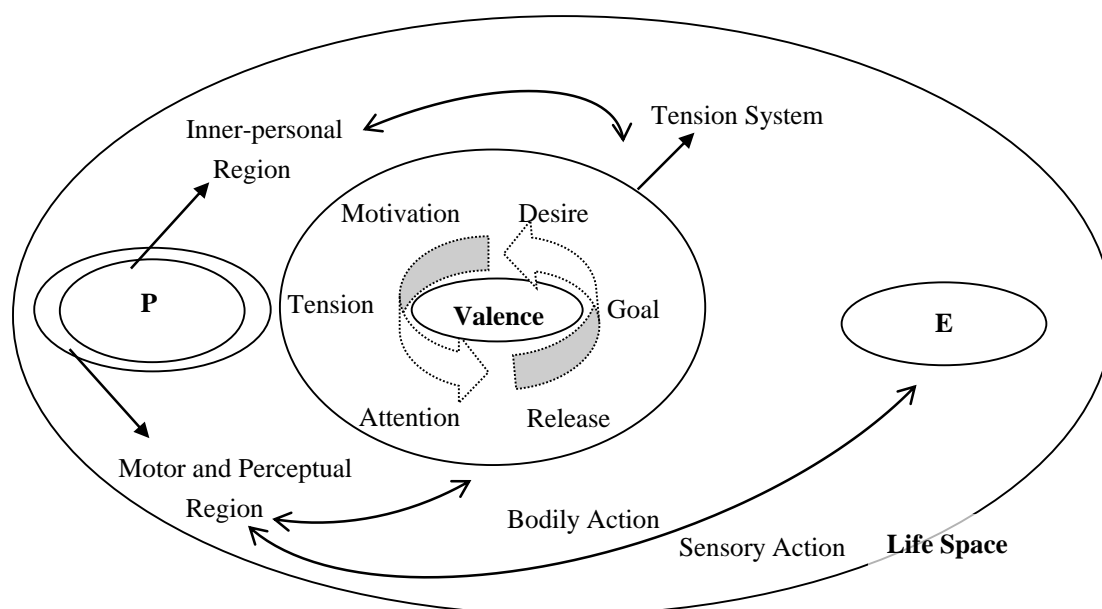 Tension System
Inner-personal
Region
Motivation
Desire
P
Tension
Valence
Goal
E
Attention
Release
Motor and Perceptual
Region
Bodily Action
Sensory Action
Life Space